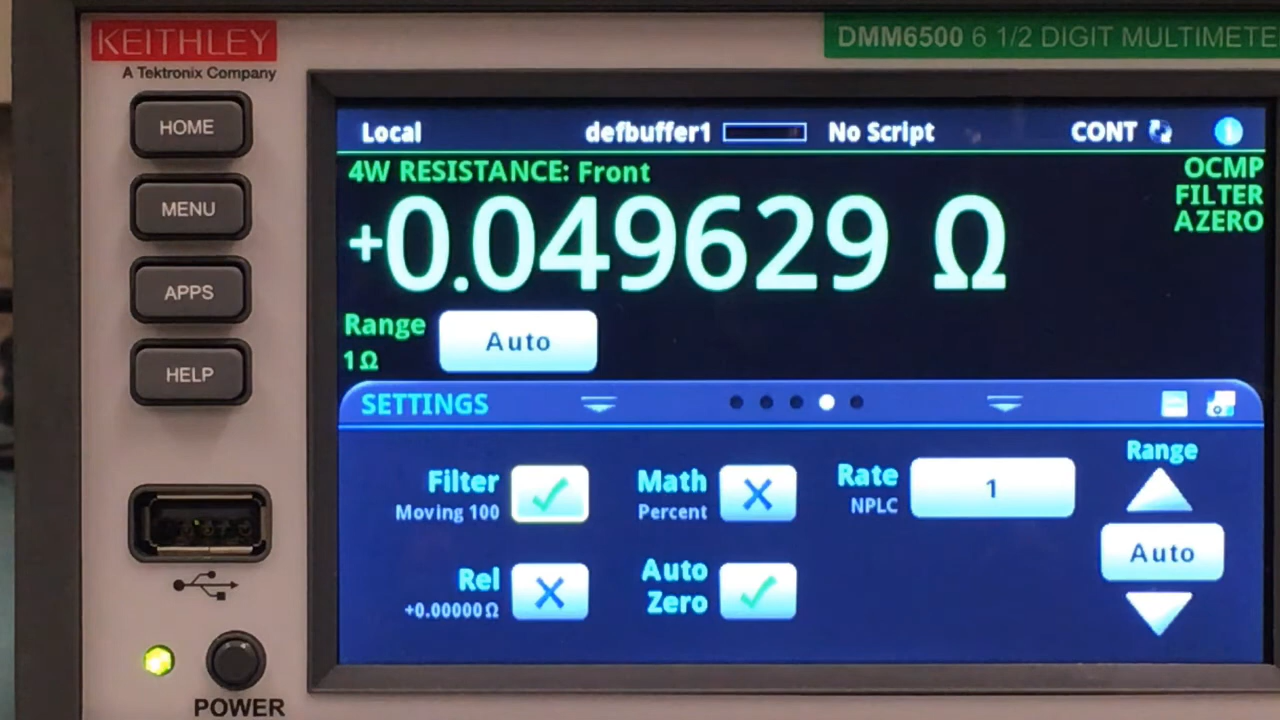 KEITHLEY
A Tektronix Company
DMM6500 6 1/2 DIGIT MULTIMETE
HOME
MENU
APPS
HELP
POWER
Local defbuffer1 No Script CONT
4W RESISTANCE: Front
OCMP
FILTER
AZERO
+0.049629 Ω
Range
1Ω
Auto
SETTINGS
Filter
Moving 100
Math
Percent
Rate
NPLC
1
Range
Auto
Rel
+0.00000Ω
Auto
Zero